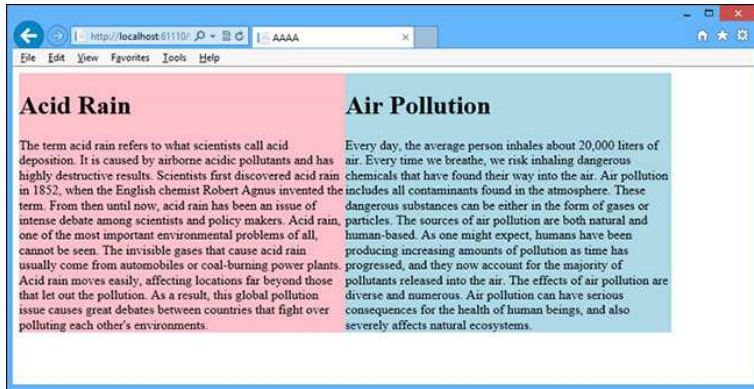 http://localhost:61110/
AAAA
File Edit View Favorites Tools Help
Acid Rain
The term acid rain refers to what scientists call acid
deposition. It is caused by airborne acidic pollutants and has
highly destructive results. Scientists first discovered acid rain
in 1852, when the English chemist Robert Agnus invented the
term. From then until now, acid rain has been an issue of
intense debate among scientists and policy makers. Acid rain,
one of the most important environmental problems of all,
cannot be seen. The invisible gases that cause acid rain
usually come from automobiles or coal-burning power plants.
Acid rain moves easily, affecting locations far beyond those
that let out the pollution. As a result, this global pollution
issue causes great debates between countries that fight over
polluting each other's environments.
Air Pollution
Every day, the average person inhales about 20,000 liters of
air. Every time we breathe, we risk inhaling dangerous
chemicals that have found their way into the air. Air pollution
includes all contaminants found in the atmosphere. These
dangerous substances can be either in the form of gases or
particles. The sources of air pollution are both natural and
human-based. As one might expect, humans have been
producing increasing amounts of pollution as time has
progressed, and they now account for the majority of
pollutants released into the air. The effects of air pollution are
diverse and numerous. Air pollution can have serious
consequences for the health of human beings, and also
severely affects natural ecosystems.